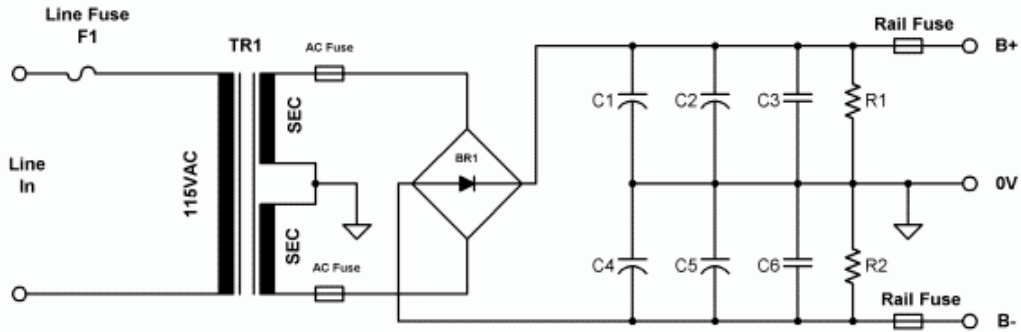 Line Fuse
F1
TR1
AC Fuse
Rail Fuse
B+
SEC
C1
C2
C3
R1
Line
In
115VAC
BR1
0V
SEC
AC Fuse
C4
C5
C6
R2
Rail Fuse
B-